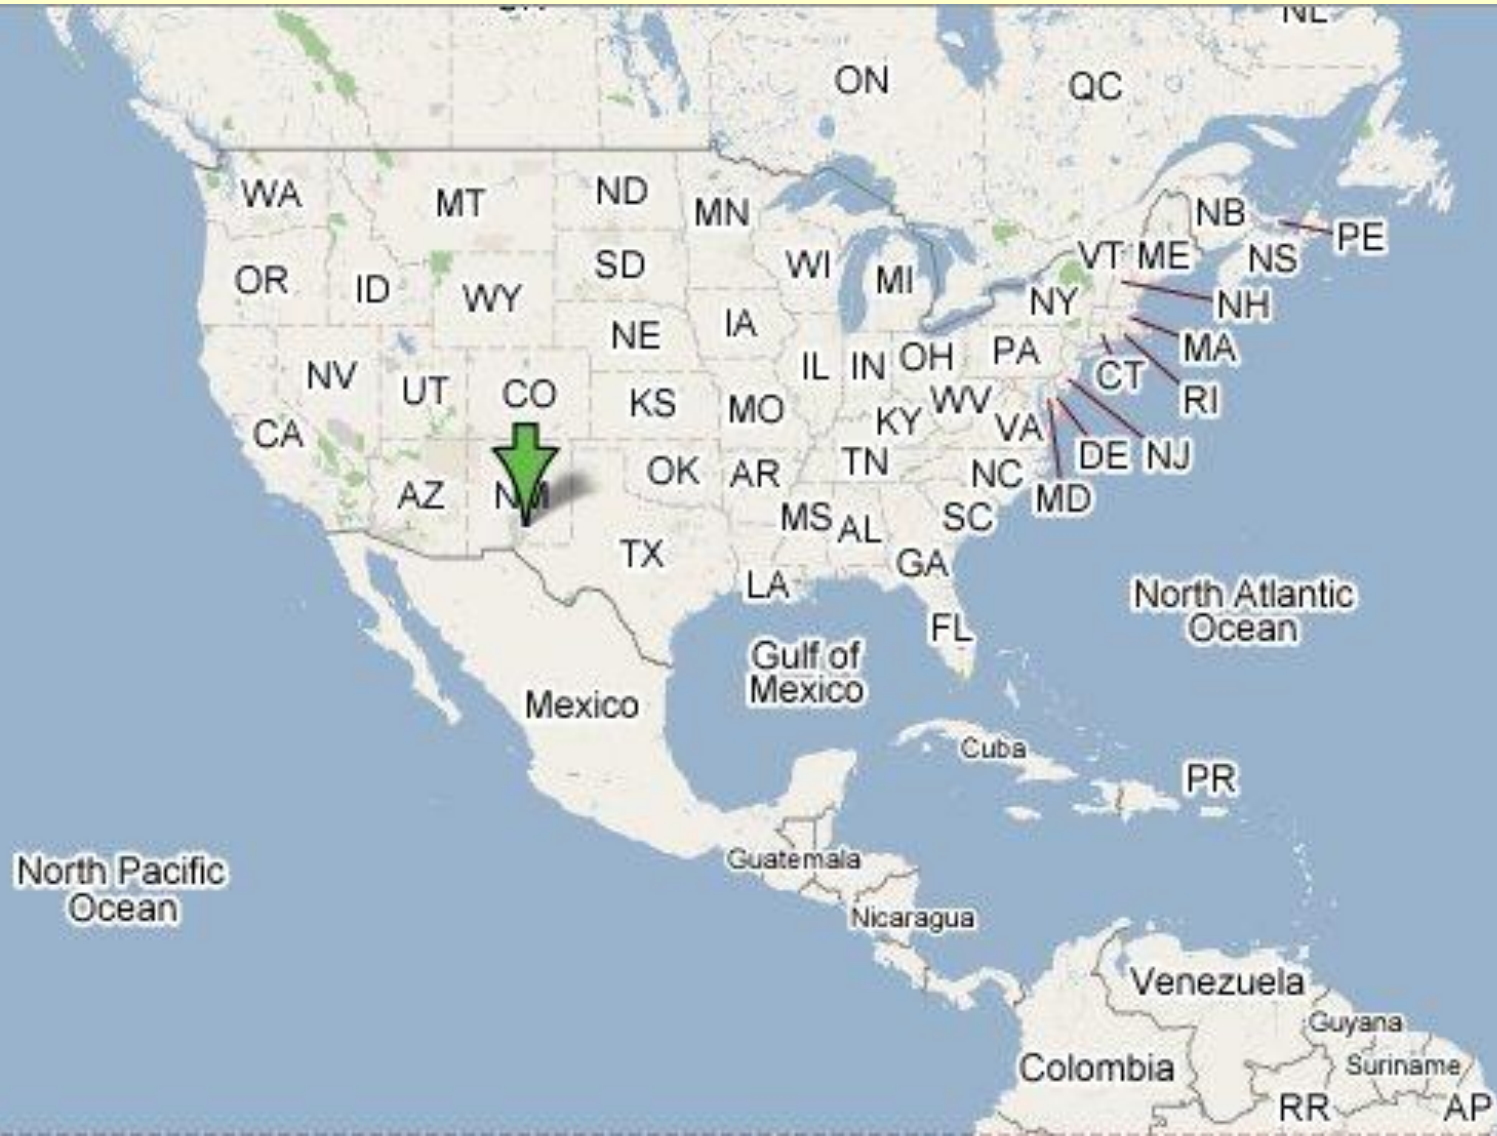 NL
ON
QC
WA
MT
ND
MN
NB
PE
OR
ID
WY
SD
WI
MI
VT
ME
NS
NY
NH
NE
IA
MA
NV
UT
CO
KS
MO
IL
IN
OH
PA
CT
RI
CA
KY
WV
VA
DE
NJ
AZ
NM
OK
AR
TN
NC
MD
TX
MS
AL
SC
GA
LA
FL
North Atlantic
Ocean
Gulf of
Mexico
Mexico
Cuba
PR
North Pacific
Ocean
Guatemala
Nicaragua
Venezuela
Guyana
Colombia
Suriname
RR
AP